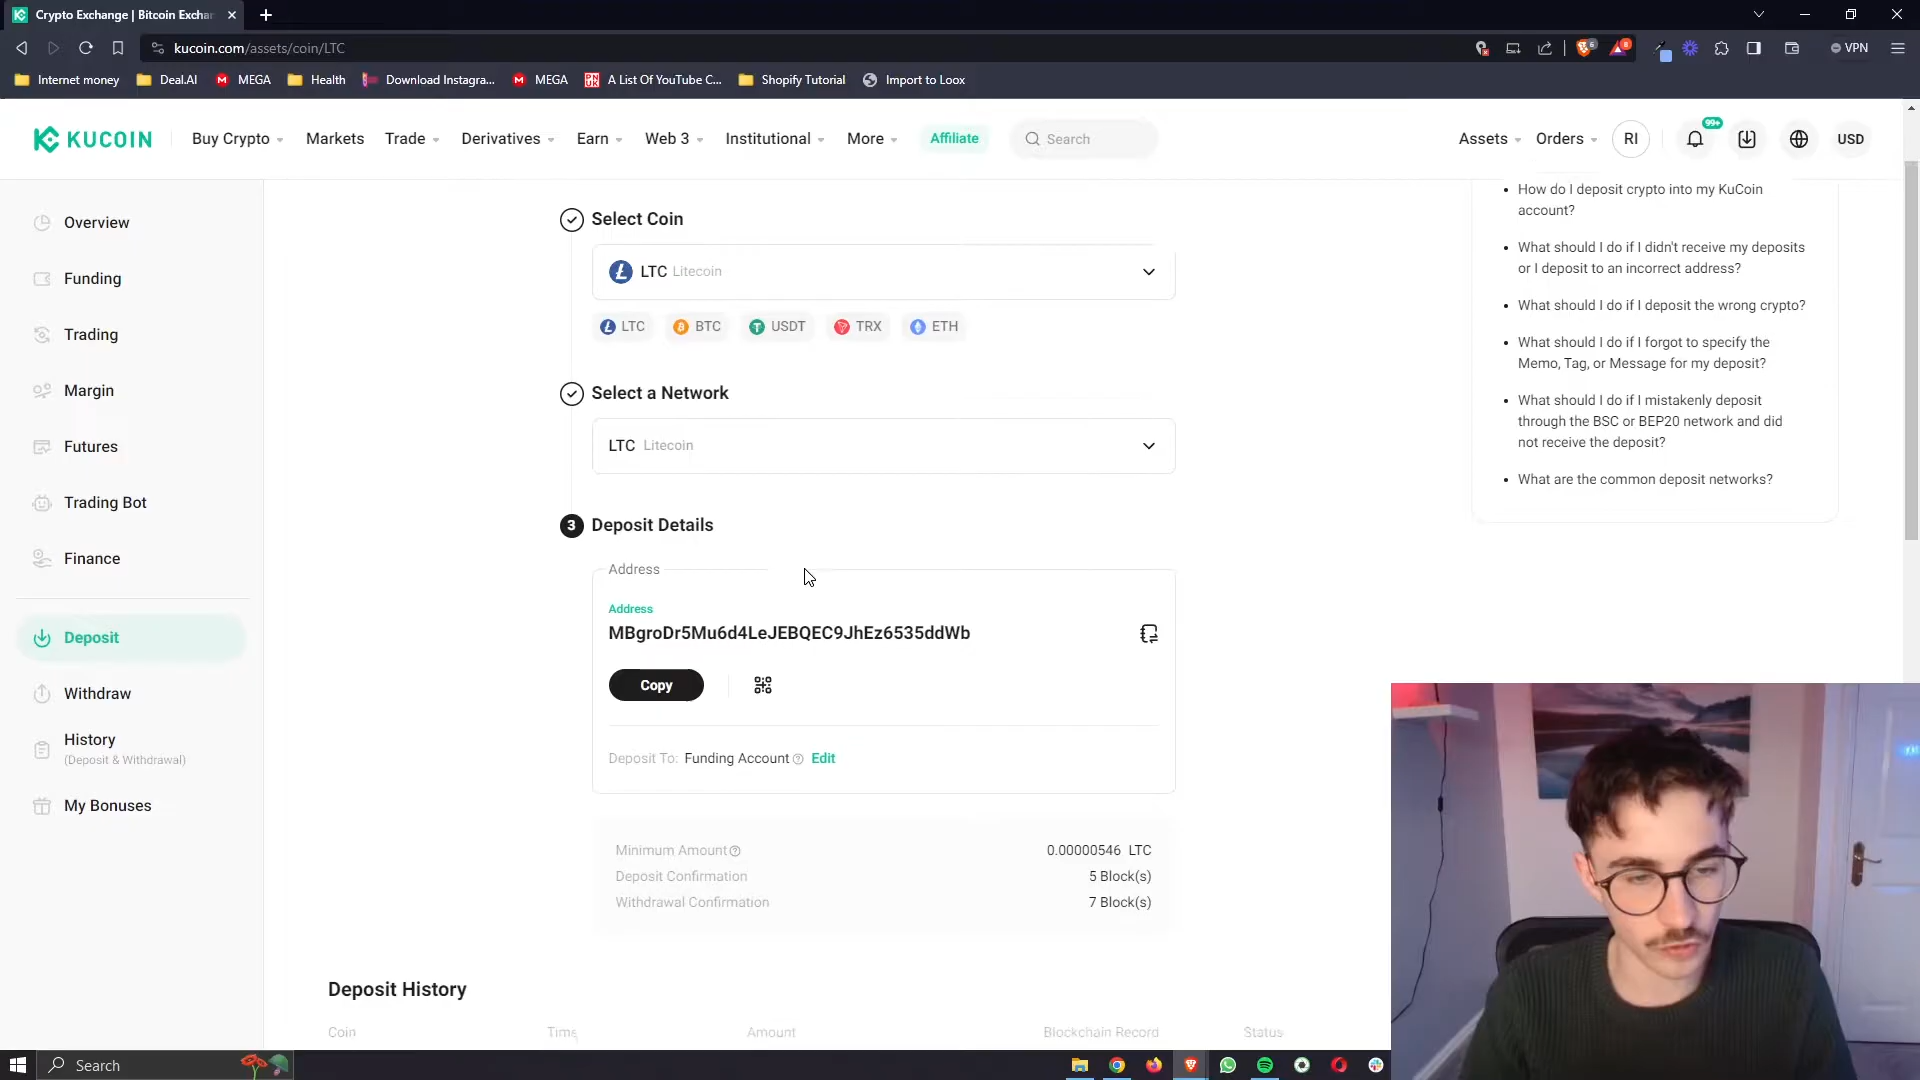 Crypto Exchange | Bitcoin Exchan
kucoin.com/assets/coin/LTC
VPN
Internet money
Deal.AI
MEGA
Health
Download Instagra...
MEGA
A List Of YouTube C...
Shopify Tutorial
Import to Loox
KUCOIN
Buy Crypto
Markets
Trade
Derivatives
Earn
Web 3
Institutional
More
Affiliate
Search
Assets
Orders
RI
99+
USD
Overview
Funding
Trading
Margin
Futures
Trading Bot
Finance
Deposit
Withdraw
History
(Deposit & Withdrawal)
My Bonuses
Select Coin
LTC Litecoin
LTC
BTC
USDT
TRX
ETH
Select a Network
LTC Litecoin
3 Deposit Details
Address
Address
MBgroDr5Mu6d4LeJEBQEC9JhEz6535ddWb
Copy
Deposit To: Funding Account Edit
Minimum Amount 0.00000546 LTC
Deposit Confirmation 5 Block(s)
Withdrawal Confirmation 7 Block(s)
Deposit History
Coin Time Amount Blockchain Record Status
How do I deposit crypto into my KuCoin
account?
What should I do if I didn't receive my deposits
or I deposit to an incorrect address?
What should I do if I deposit the wrong crypto?
What should I do if I forgot to specify the
Memo, Tag, or Message for my deposit?
What should I do if I mistakenly deposit
through the BSC or BEP20 network and did
not receive the deposit?
What are the common deposit networks?
Search